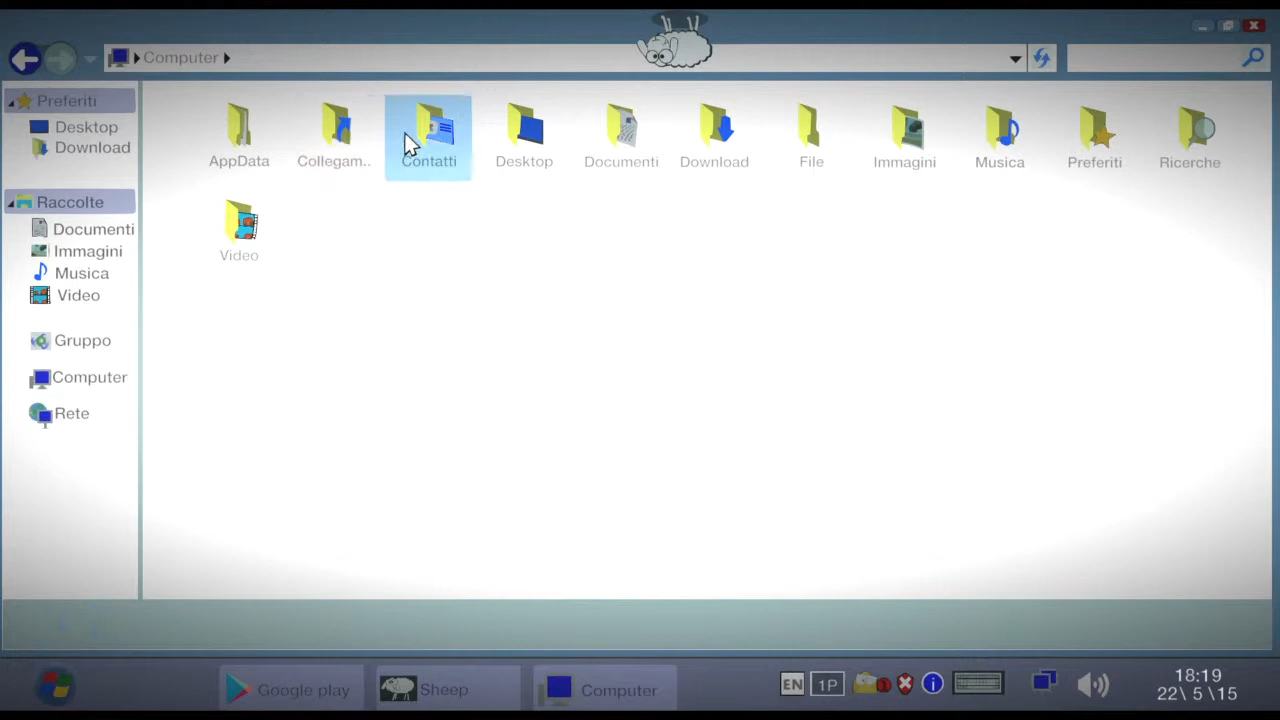 Computer
Preferiti
Desktop
Download
Raccolte
Documenti
Immagini
Musica
Video
Gruppo
Computer
Rete
AppData
Collegam..
Contatti
Desktop
Documenti
Download
File
Immagini
Musica
Preferiti
Ricerche
Video
Google play
Sheep
Computer
EN
1P
1
18:19
22\ 5 \15